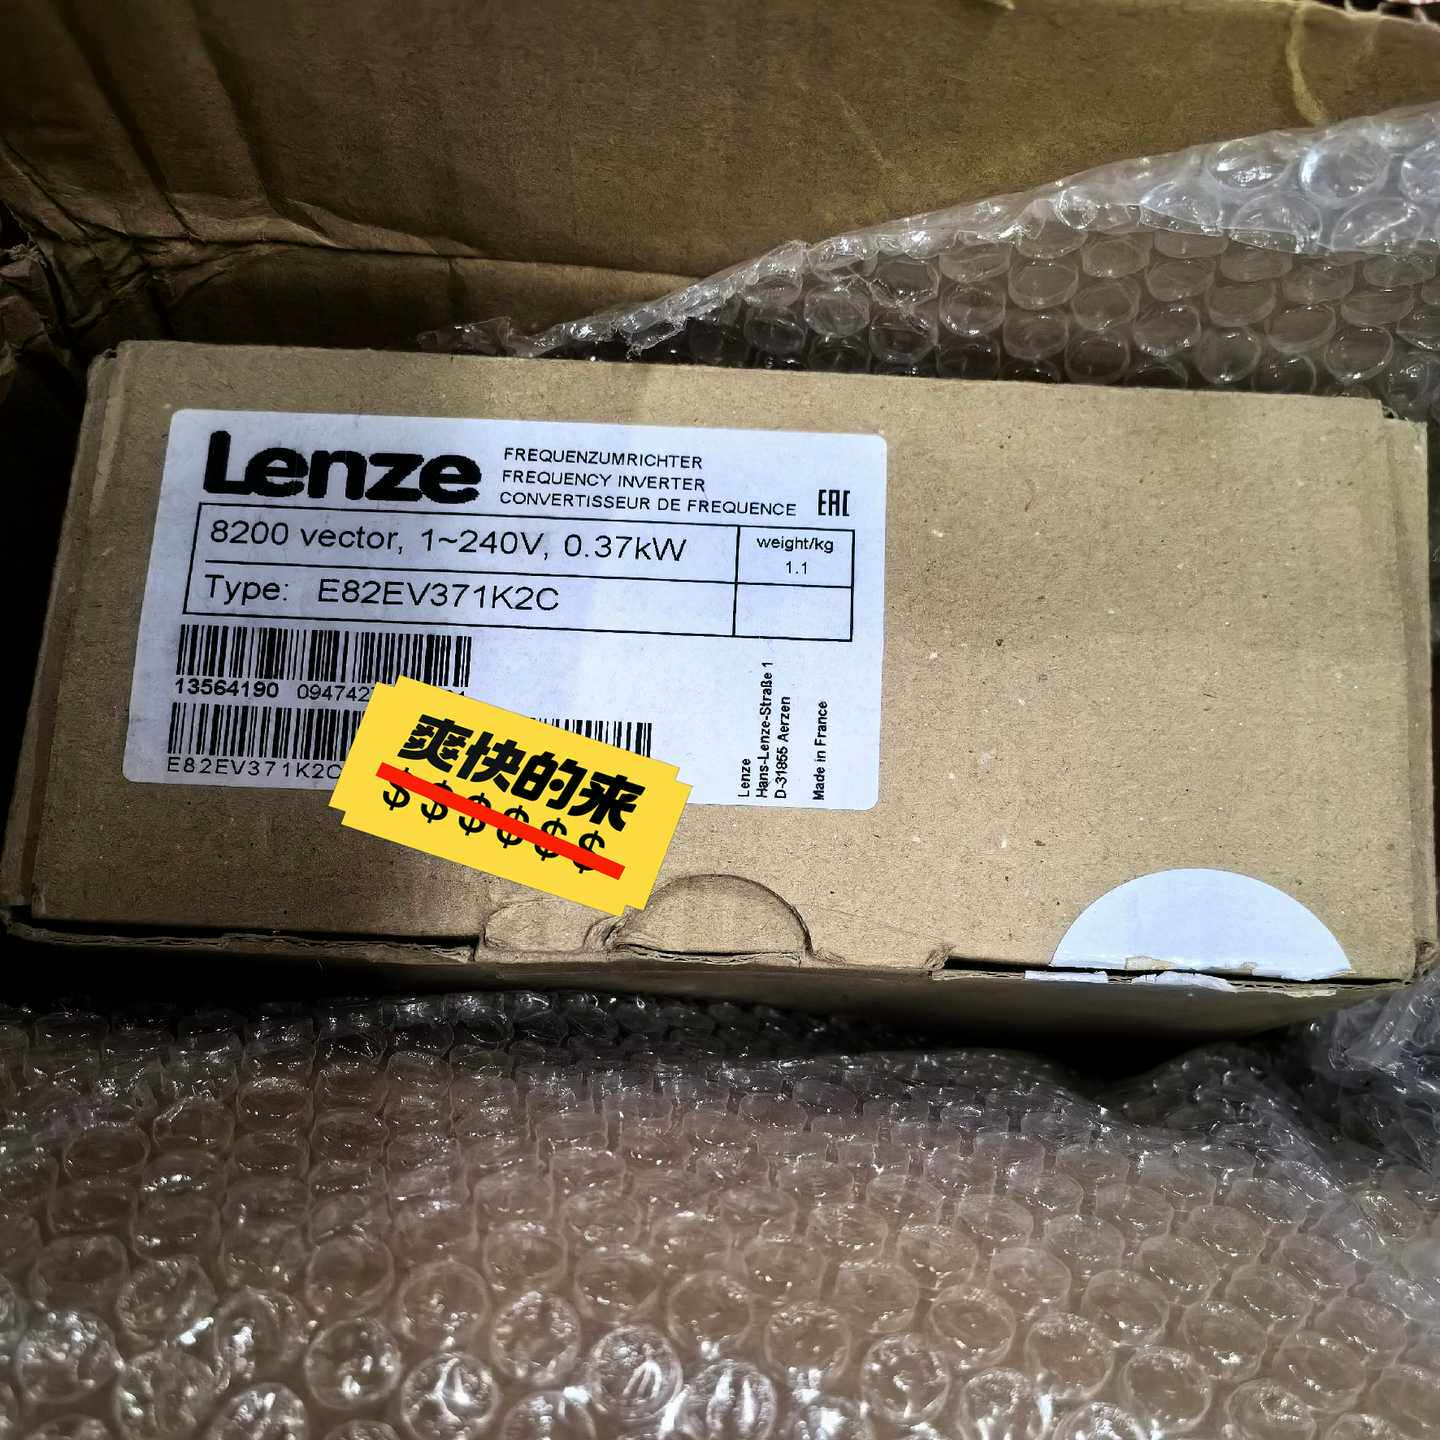 Lenze
FREQUENZUMRICHTER
FREQUENCY INVERTER
CONVERTISSEUR DE FREQUENCE
EAC
8200 vector, 1~240V, 0.37kW
weight/kg
1.1
Type: E82EV371K2C
13564190
E82EV371K2C
爽快的来
$$$$$$
Lenze
Hans-Lenze-Straße 1
D-31855 Aerzen
Made in France